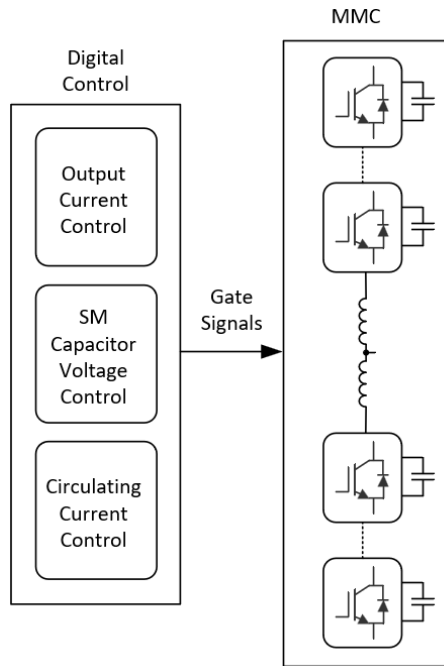 MMC
Digital
Control
Output
Current
Control
SM
Capacitor
Voltage
Control
Circulating
Current
Control
Gate
Signals